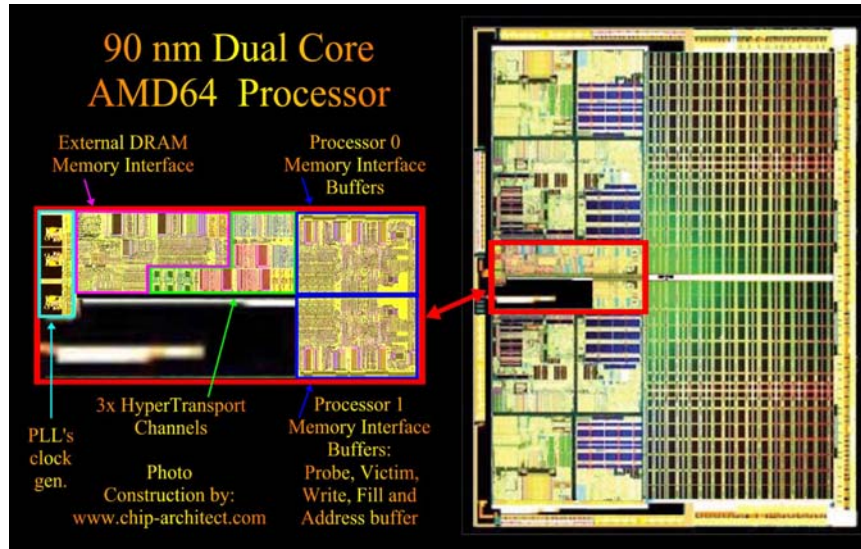 90 nm Dual Core
AMD64 Processor
External DRAM
Memory Interface
Processor 0
Memory Interface
Buffers
3x HyperTransport
Channels
PLL's
clock
gen.
Processor 1
Memory Interface
Buffers:
Probe, Victim,
Write, Fill and
Address buffer
Photo
Construction by:
www.chip-architect.com